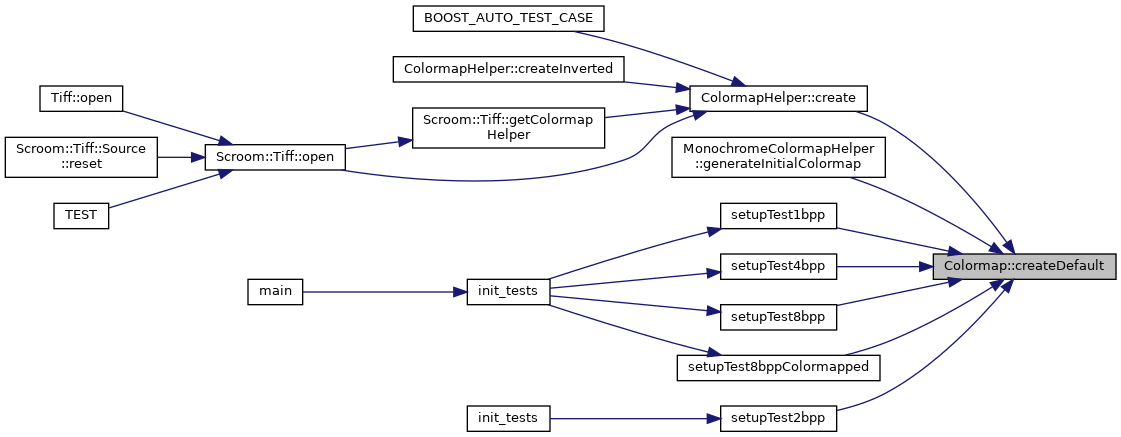 BOOST_AUTO_TEST_CASE
ColormapHelper::createInverted
Tiff::open
ColormapHelper::create
Scroom::Tiff::getColormap
Helper
Scroom::Tiff::Source
::reset
Scroom::Tiff::open
MonochromeColormapHelper
::generateInitialColormap
TEST
setupTest1bpp
setupTest4bpp
Colormap::createDefault
main
init_tests
setupTest8bpp
setupTest8bppColormapped
init_tests
setupTest2bpp